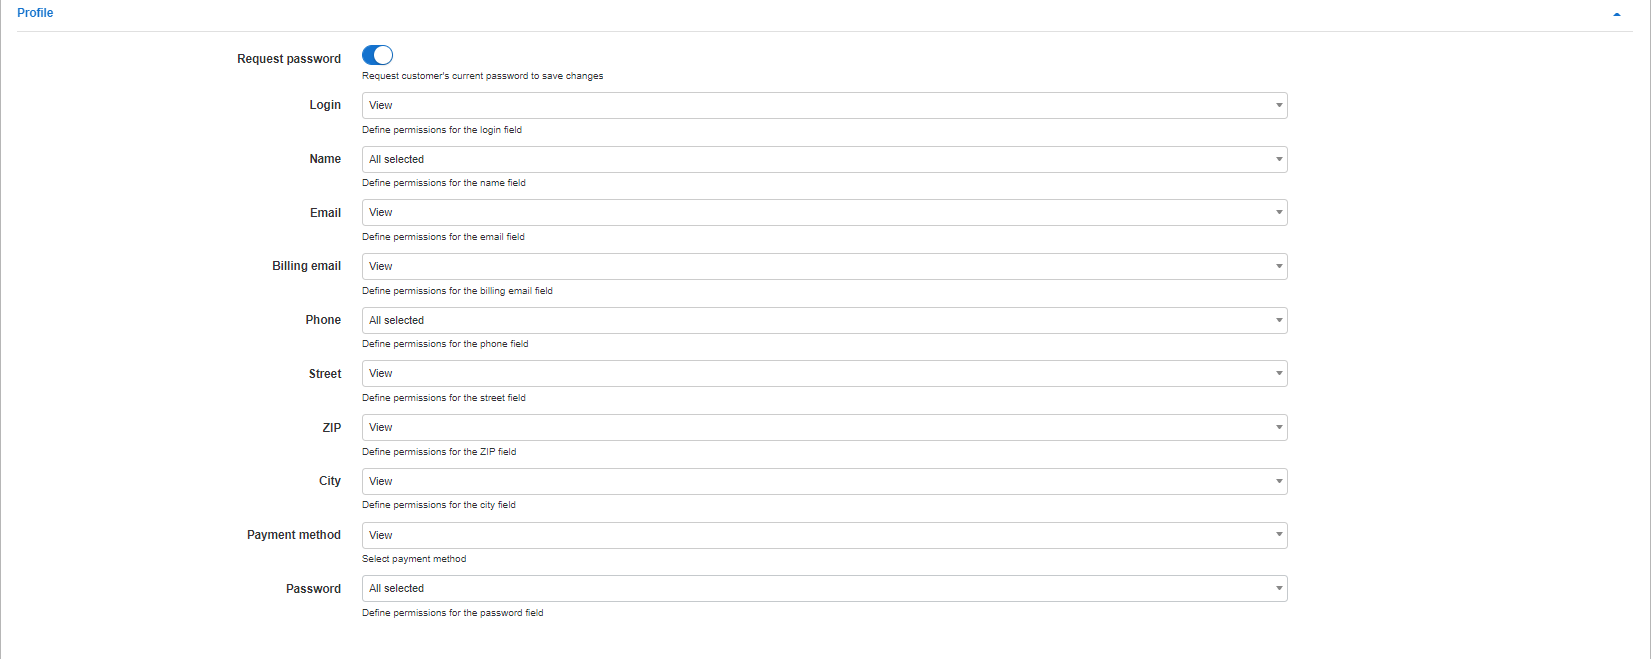 Profile
Request password
Request customer's current password to save changes
Login
View
Define permissions for the login field
Name
All selected
Define permissions for the name field
Email
View
Define permissions for the email field
Billing email
View
Define permissions for the billing email field
Phone
All selected
Define permissions for the phone field
Street
View
Define permissions for the street field
ZIP
View
Define permissions for the ZIP field
City
View
Define permissions for the city field
Payment method
View
Select payment method
Password
All selected
Define permissions for the password field